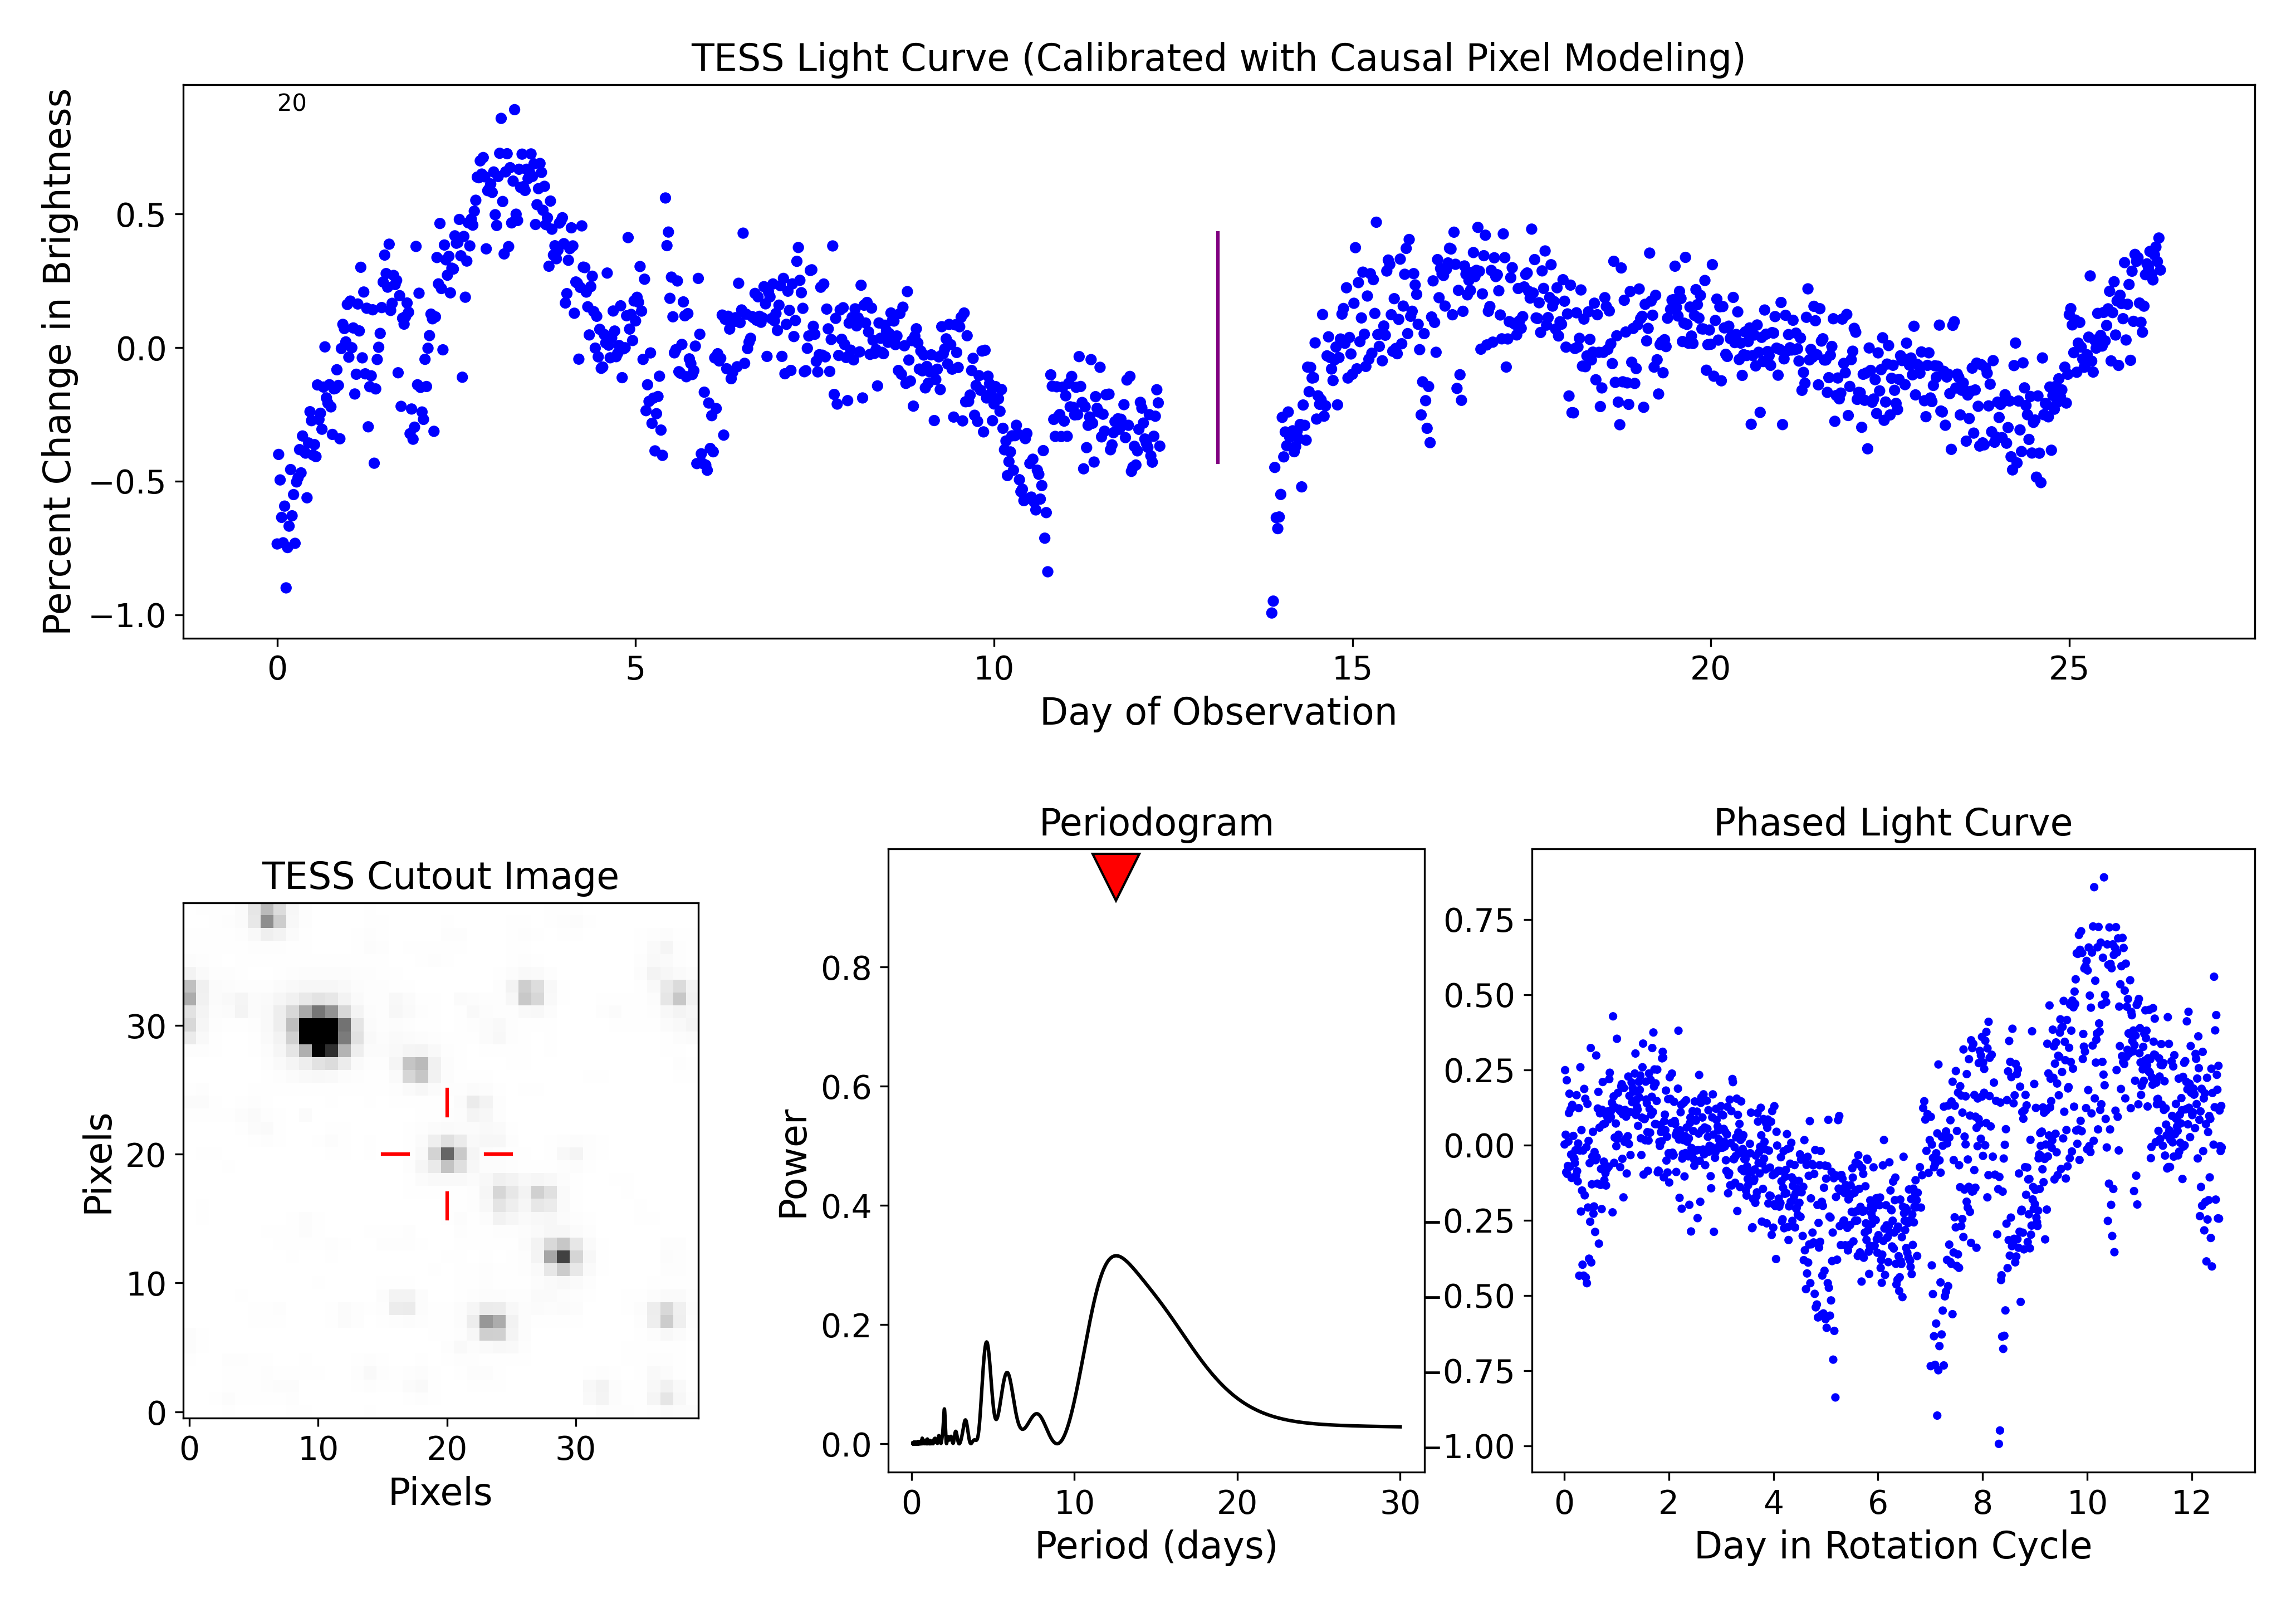 TESS Light Curve (Calibrated with Causal Pixel Modeling)
Percent Change in Brightness
20
0.5
0.0
−0.5
−1.0
0 5 10 15 20 25
Day of Observation
TESS Cutout Image
Pixels
30
20
10
0
0 10 20 30
Pixels
Periodogram
Power
0.8
0.6
0.4
0.2
0.0
0 10 20 30
Period (days)
Phased Light Curve
0.75
0.50
0.25
0.00
−0.25
−0.50
−0.75
−1.00
0 2 4 6 8 10 12
Day in Rotation Cycle